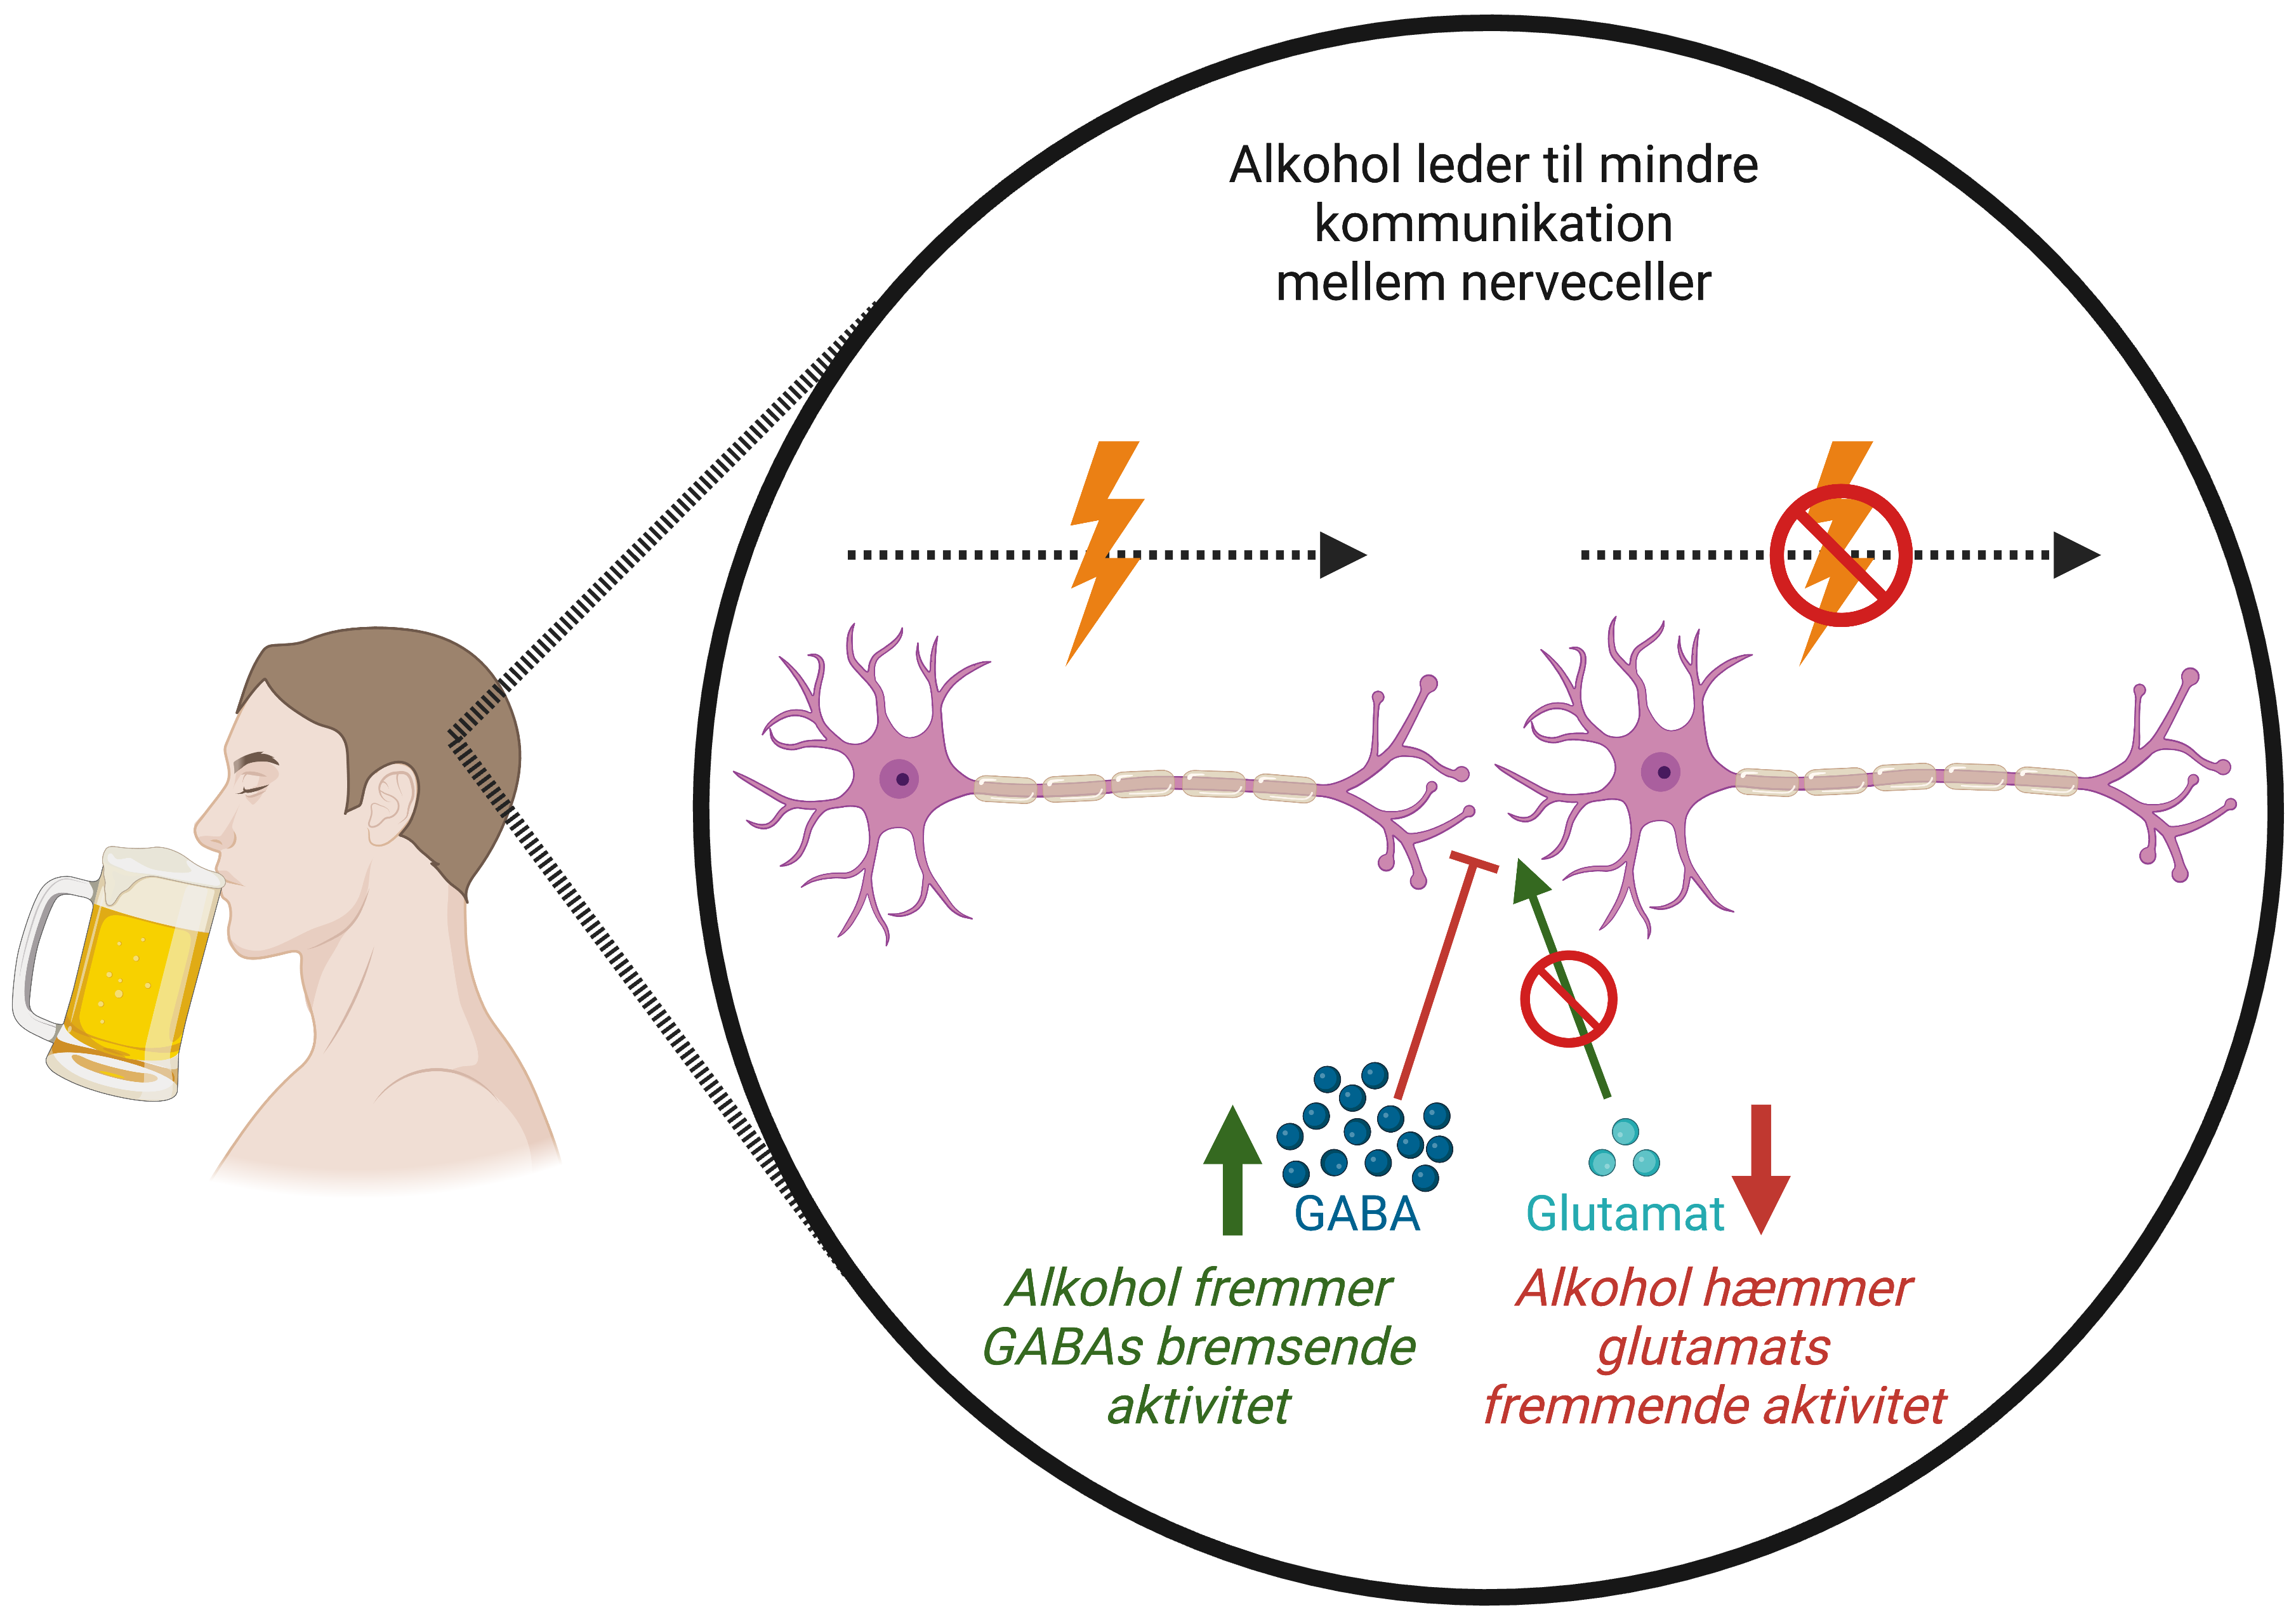 Alkohol leder til mindre
kommunikation
mellem nerveceller
GABA
Glutamat
Alkohol fremmer
GABAs bremsende
aktivitet
Alkohol hæmmer
glutamats
fremmende aktivitet